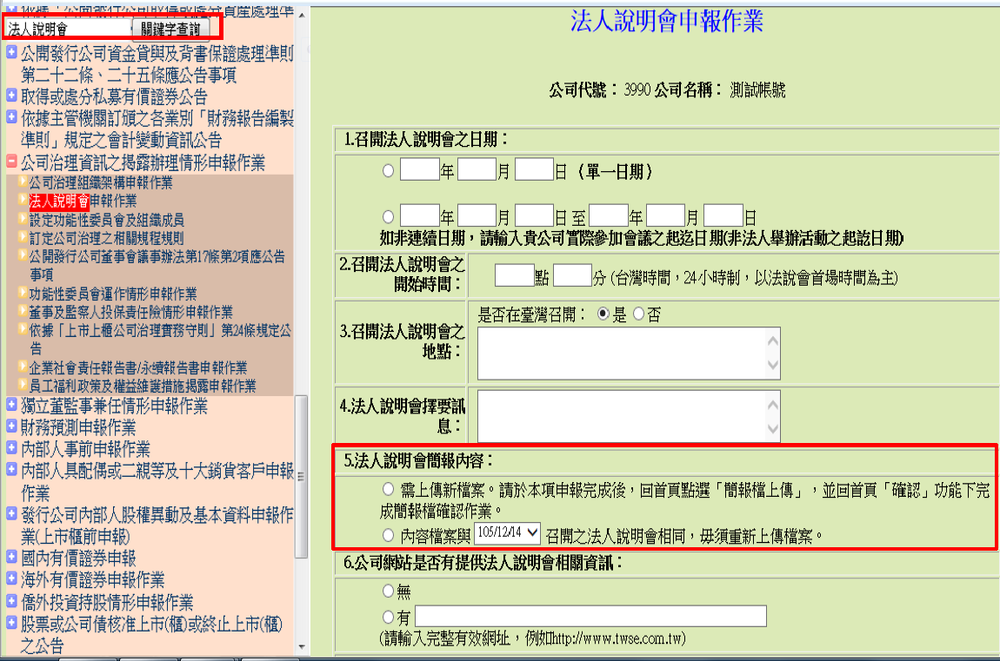 法人說明會 關鍵字查詢
公開發行公司資金貸與及背書保證處理準則
第二十二條、二十五條應公告事項
取得或處分私募有價證券公告
依據主管機關訂頒之各業別「財務報告編製
準則」規定之會計變動資訊公告
公司治理資訊之揭露辦理情形申報作業
公司治理組織架構申報作業
法人說明會申報作業
設定功能性委員會及組織成員
訂定公司治理之相關規程規則
公開發行公司董事會議事辦法第17條第2項應公告
事項
功能性委員會運作情形申報作業
董事及監察人投保責任險情形申報作業
依據「上市上櫃公司治理實務守則」第24條規定公
告
企業社會責任報告書/永續報告書申報作業
員工福利政策及權益維護措施揭露申報作業
獨立董監事兼任情形申報作業
財務預測申報作業
內部人事前申報作業
內部人具配偶或二親等及十大銷貨客戶申報
作業
發行公司內部人股權異動及基本資料申報作
業(上市櫃前申報)
國內有價證券申報
海外有價證券申報作業
僑外投資持股情形申報作業
股票或公司債核准上市(櫃)或終止上市(櫃)
之公告
法人說明會申報作業
公司代號： 3990 公司名稱： 測試帳號
1.召開法人說明會之日期：
年 月 日（單一日期）
年 月 日 至 年 月 日
如非連續日期，請輸入貴公司實際參加會議之起迄日期(非法人舉辦活動之起訖日期)
2.召開法人說明會之
開始時間：
點 分 (台灣時間，24小時制，以法說會首場時間為主)
3.召開法人說明會之
地點：
是否在臺灣召開： 是 否
4.法人說明會擇要訊
息：
5.法人說明會簡報內容：
需上傳新檔案。請於本項申報完成後，回首頁點選「簡報檔上傳」，並回首頁「確認」功能下完
成簡報檔確認作業。
內容檔案與 105/12/14 召開之法人說明會相同，毋須重新上傳檔案。
6.公司網站是否有提供法人說明會相關資訊：
無
有
(請輸入完整有效網址，例如http://www.twse.com.tw)